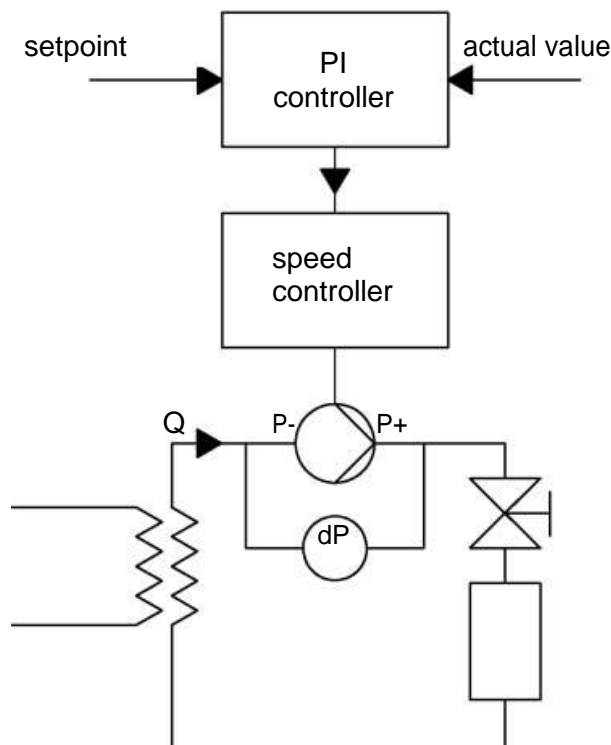 setpoint
actual value
PI
controller
speed
controller
Q
P-
P+
dP